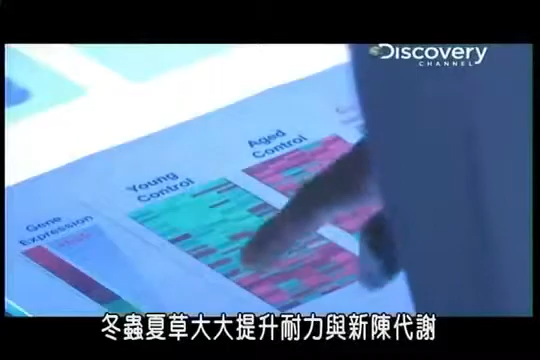 Discovery
CHANNEL
Aged
Control
Young
Control
Gene
Expression
冬蟲夏草大大提升耐力與新陳代謝